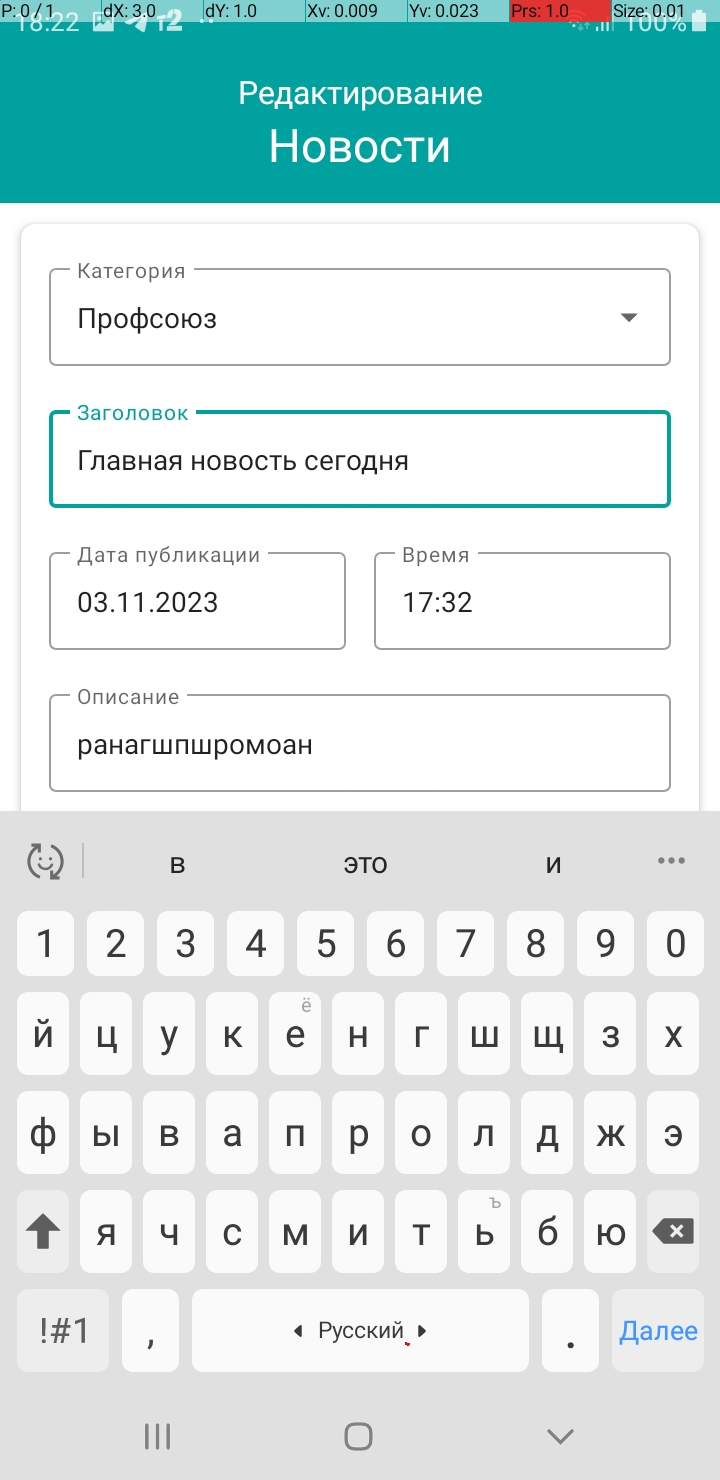 P: 0 / 1 dX: 3.0 dY: 1.0 Xv: 0.009 Yv: 0.023 Prs: 1.0 Size: 0.01
18:22 T2 100%
Редактирование
Новости
Категория
Профсоюз
Заголовок
Главная новость сегодня
Дата публикации Время
03.11.2023 17:32
Описание
ранагшпшромоан
в это и
1 2 3 4 5 6 7 8 9 0
й ц у к е ё н г ш щ з х
ф ы в а п р о л д ж э
я ч с м и т ь ъ б ю
!#1 , Русский . Далее